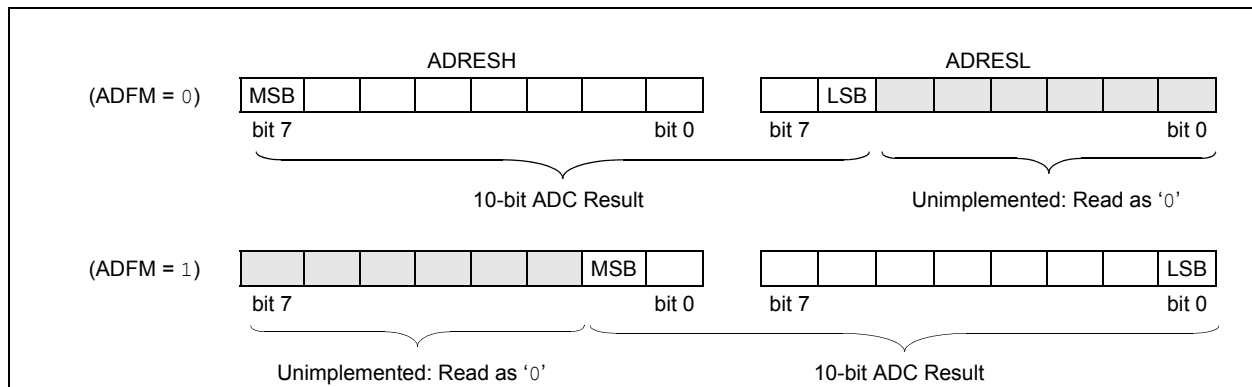 ADRESH ADRESL
(ADFM = 0) MSB LSB
bit 7 bit 0 bit 7 bit 0
10-bit ADC Result Unimplemented: Read as ‘0’
(ADFM = 1) MSB LSB
bit 7 bit 0 bit 7 bit 0
Unimplemented: Read as ‘0’ 10-bit ADC Result